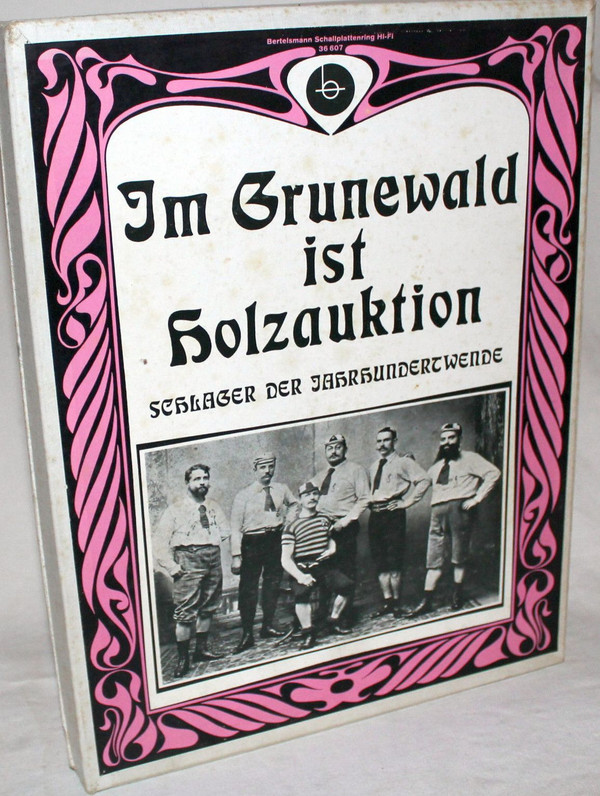 Bertelsmann Schallplattenring Hi-Fi
36 607
b
Im Grunewald
ist
Holzauktion
SCHLAGER DER JAHRHUNDERTWENDE